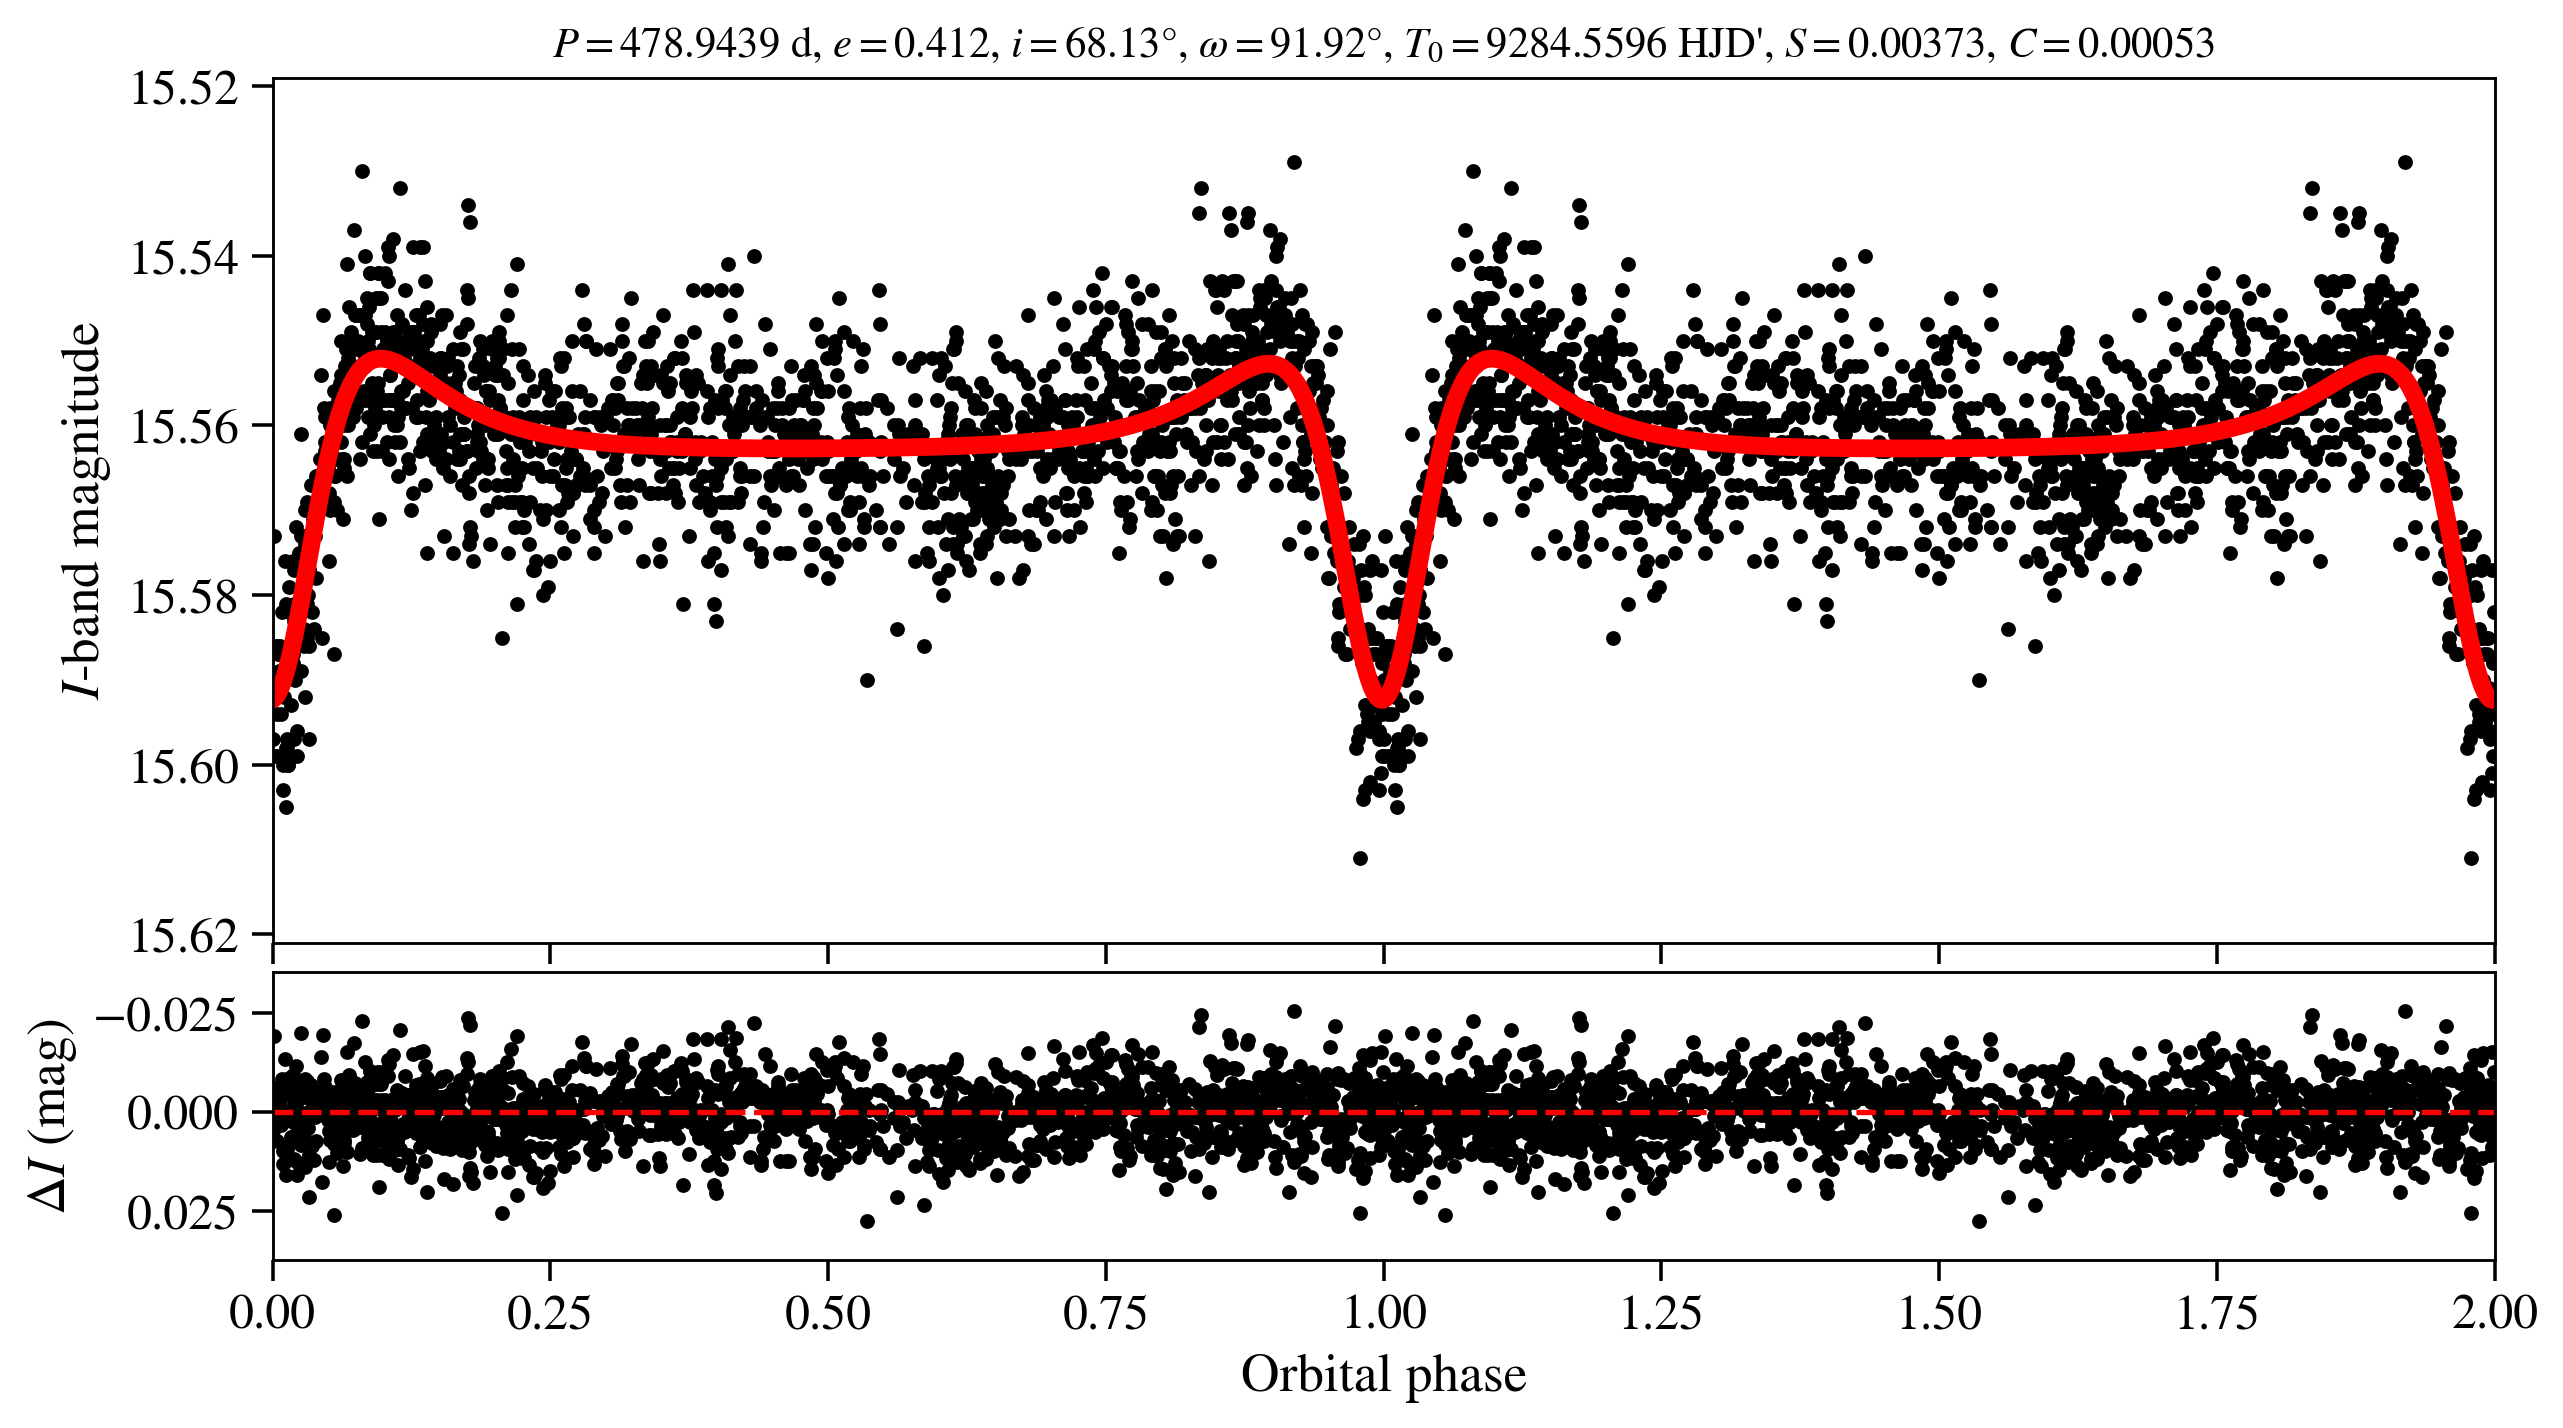 P = 478.9439 d, e = 0.412, i = 68.13°, ω = 91.92°, T₀ = 9284.5596 HJD', S = 0.00373, C = 0.00053
15.52
15.54
15.56
15.58
15.60
15.62
I-band magnitude
−0.025
0.000
0.025
ΔI (mag)
0.00 0.25 0.50 0.75 1.00 1.25 1.50 1.75 2.00
Orbital phase